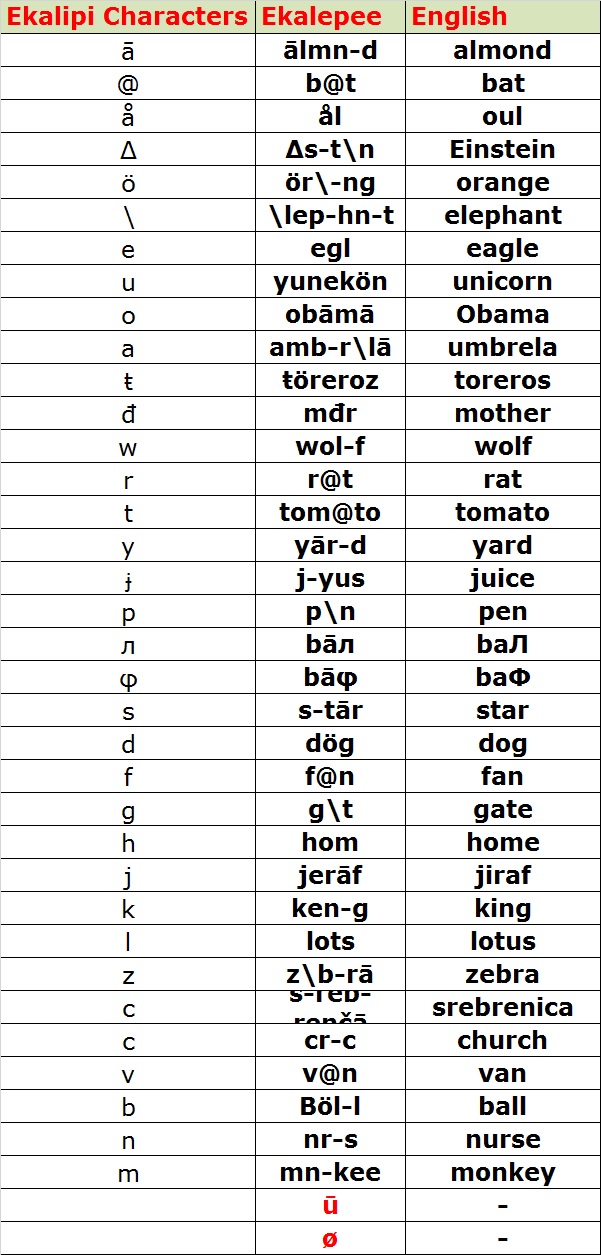 Ekalipi Characters Ekalepee English
ā ālmn-d almond
@ b@t bat
å ål oul
Δ Δs-t\n Einstein
ö ör\-ng orange
\ \lep-hn-t elephant
e egl eagle
u yunekön unicorn
o obāmā Obama
a amb-r\lā umbrela
ŧ ŧöreroz toreros
đ mđr mother
w wol-f wolf
r r@t rat
t tom@to tomato
y yār-d yard
ɉ j-yus juice
p p\n pen
л bāл baЛ
φ bāφ baФ
s s-tār star
d dög dog
f f@n fan
g g\t gate
h hom home
j jerāf jiraf
k ken-g king
l lots lotus
z z\b-rā zebra
c s-reb- srebrenica
c cr-c church
v v@n van
b Böl-l ball
n nr-s nurse
m mn-kee monkey
ū -
ø -